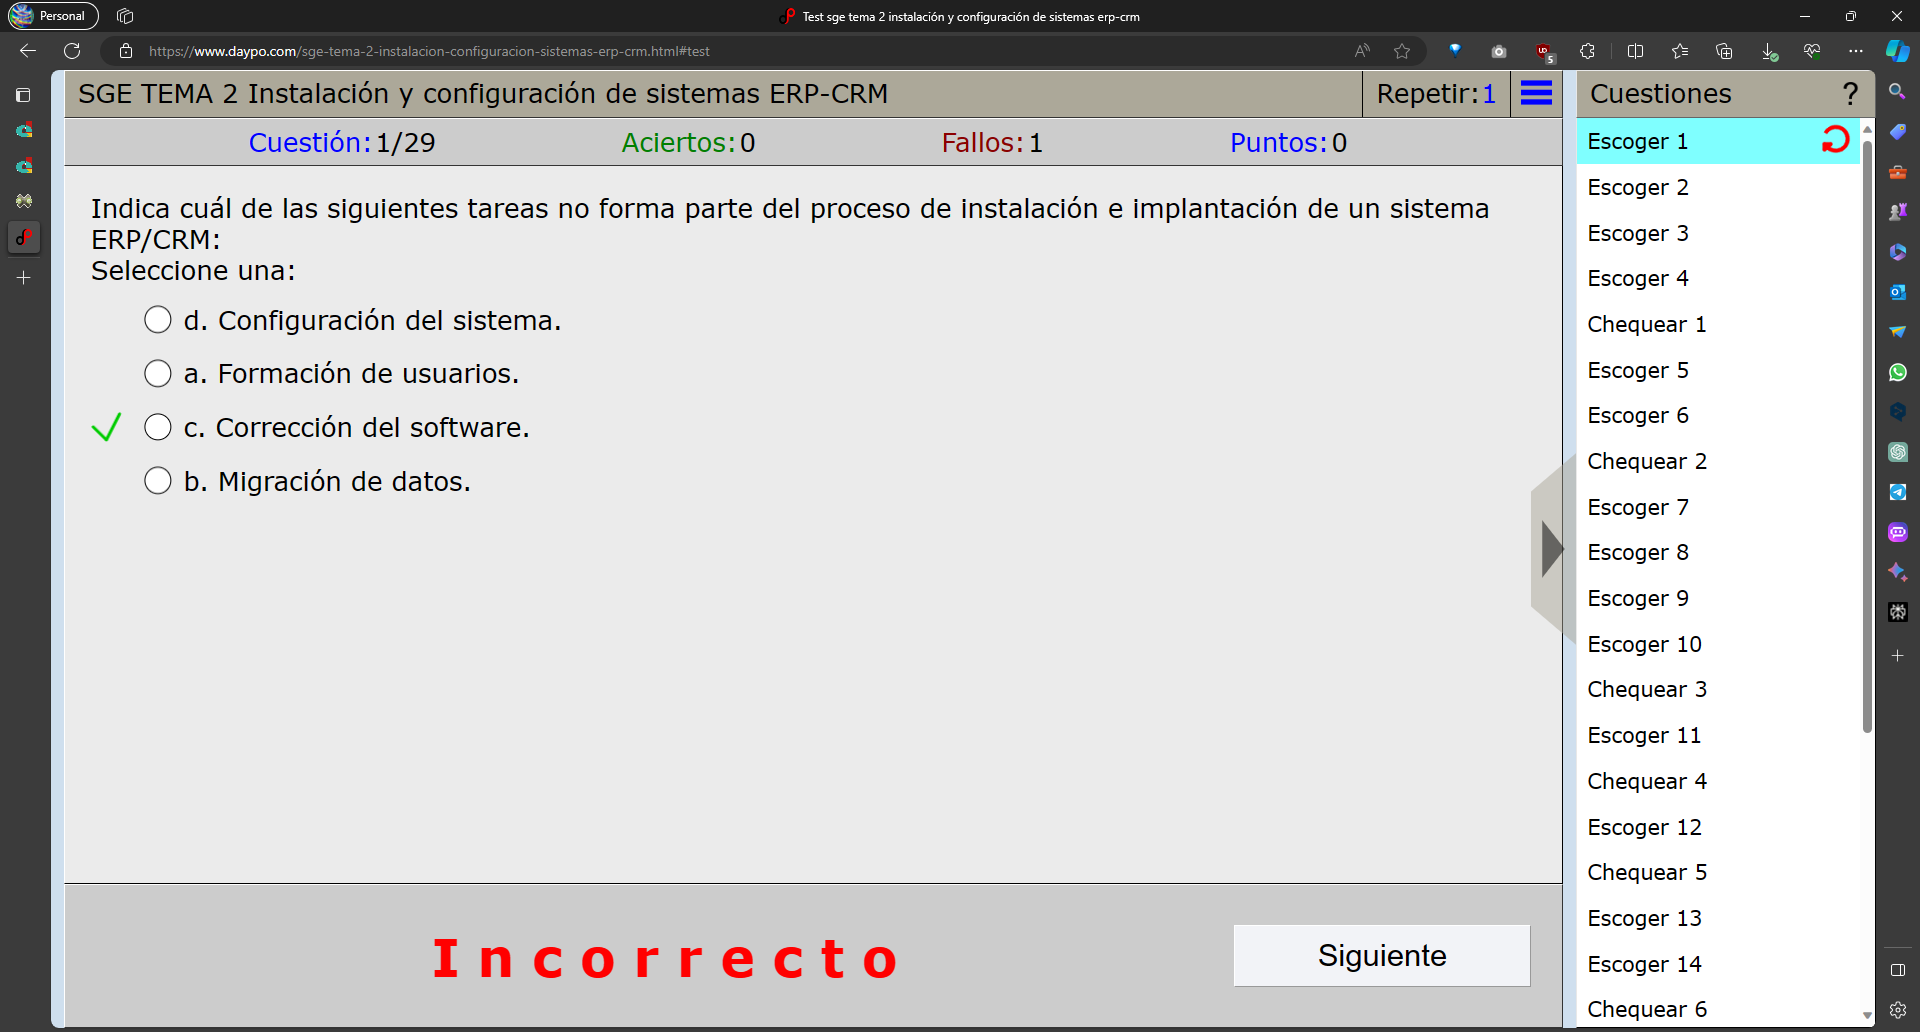 Personal
Test sge tema 2 instalación y configuración de sistemas erp-crm
https://www.daypo.com/sge-tema-2-instalacion-configuracion-sistemas-erp-crm.html#test
5
SGE TEMA 2 Instalación y configuración de sistemas ERP-CRM
Repetir:1
Cuestión:1/29
Aciertos:0
Fallos:1
Puntos:0
Indica cuál de las siguientes tareas no forma parte del proceso de instalación e implantación de un sistema
ERP/CRM:
Seleccione una:
d. Configuración del sistema.
a. Formación de usuarios.
c. Corrección del software.
b. Migración de datos.
Incorrecto
Siguiente
Cuestiones
?
Escoger 1
Escoger 2
Escoger 3
Escoger 4
Chequear 1
Escoger 5
Escoger 6
Chequear 2
Escoger 7
Escoger 8
Escoger 9
Escoger 10
Chequear 3
Escoger 11
Chequear 4
Escoger 12
Chequear 5
Escoger 13
Escoger 14
Chequear 6